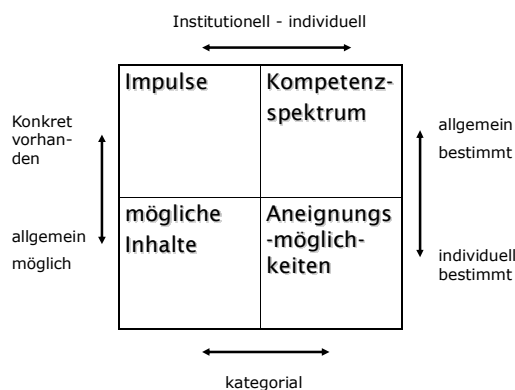 Institutionell - individuell
Impulse
Kompetenz-
spektrum
Konkret
vorhan-
den
allgemein
bestimmt
mögliche
Inhalte
Aneignungs
-möglich-
keiten
allgemein
möglich
individuell
bestimmt
kategorial